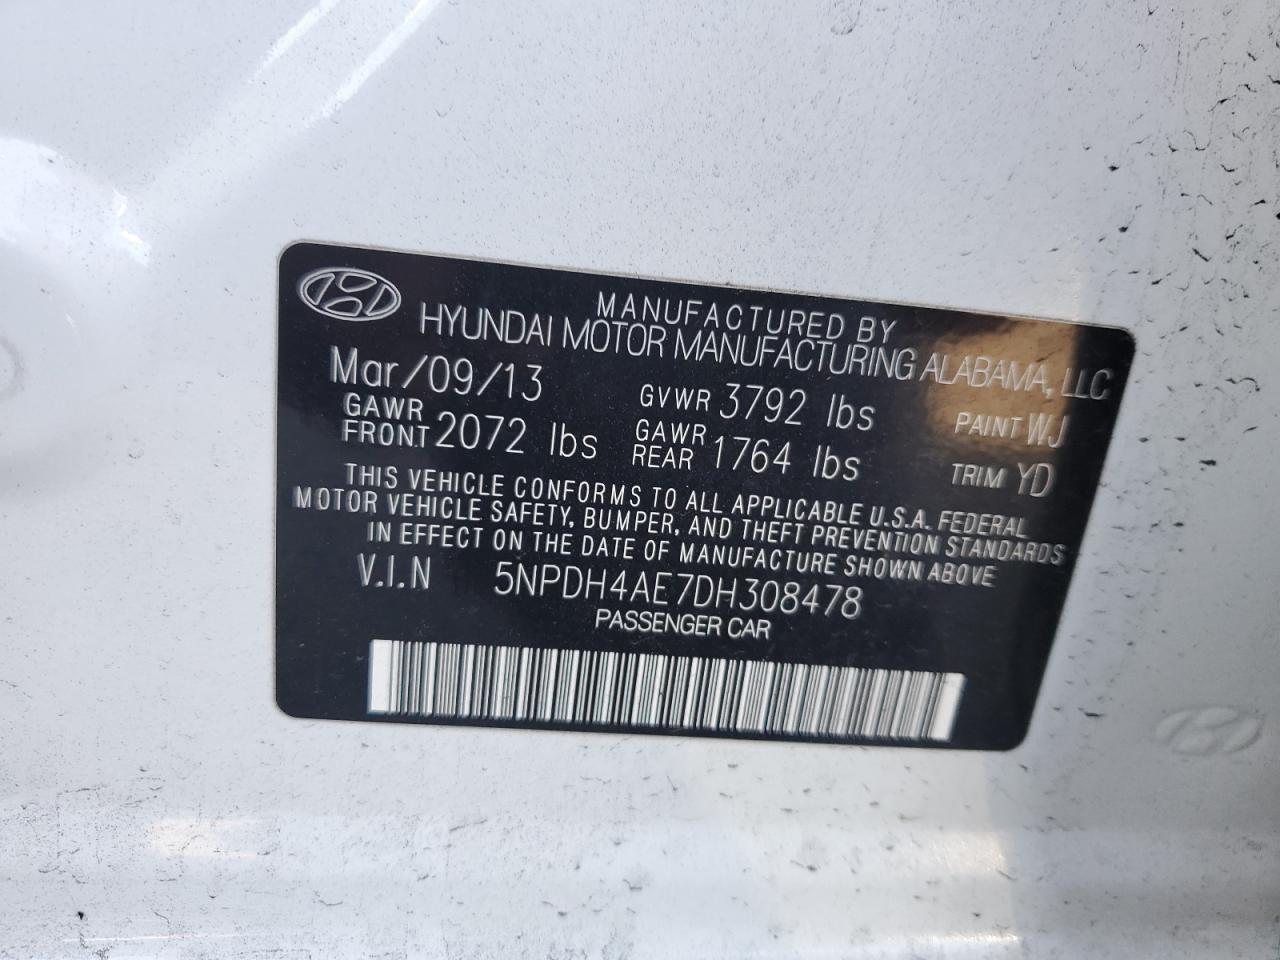 MANUFACTURED BY
HYUNDAI MOTOR MANUFACTURING ALABAMA, LLC
Mar/09/13 GVWR 3792 lbs PAINT WJ
GAWR FRONT 2072 lbs GAWR REAR 1764 lbs TRIM YD
THIS VEHICLE CONFORMS TO ALL APPLICABLE U.S.A. FEDERAL
MOTOR VEHICLE SAFETY, BUMPER, AND THEFT PREVENTION STANDARDS
IN EFFECT ON THE DATE OF MANUFACTURE SHOWN ABOVE
V.I.N 5NPDH4AE7DH308478
PASSENGER CAR